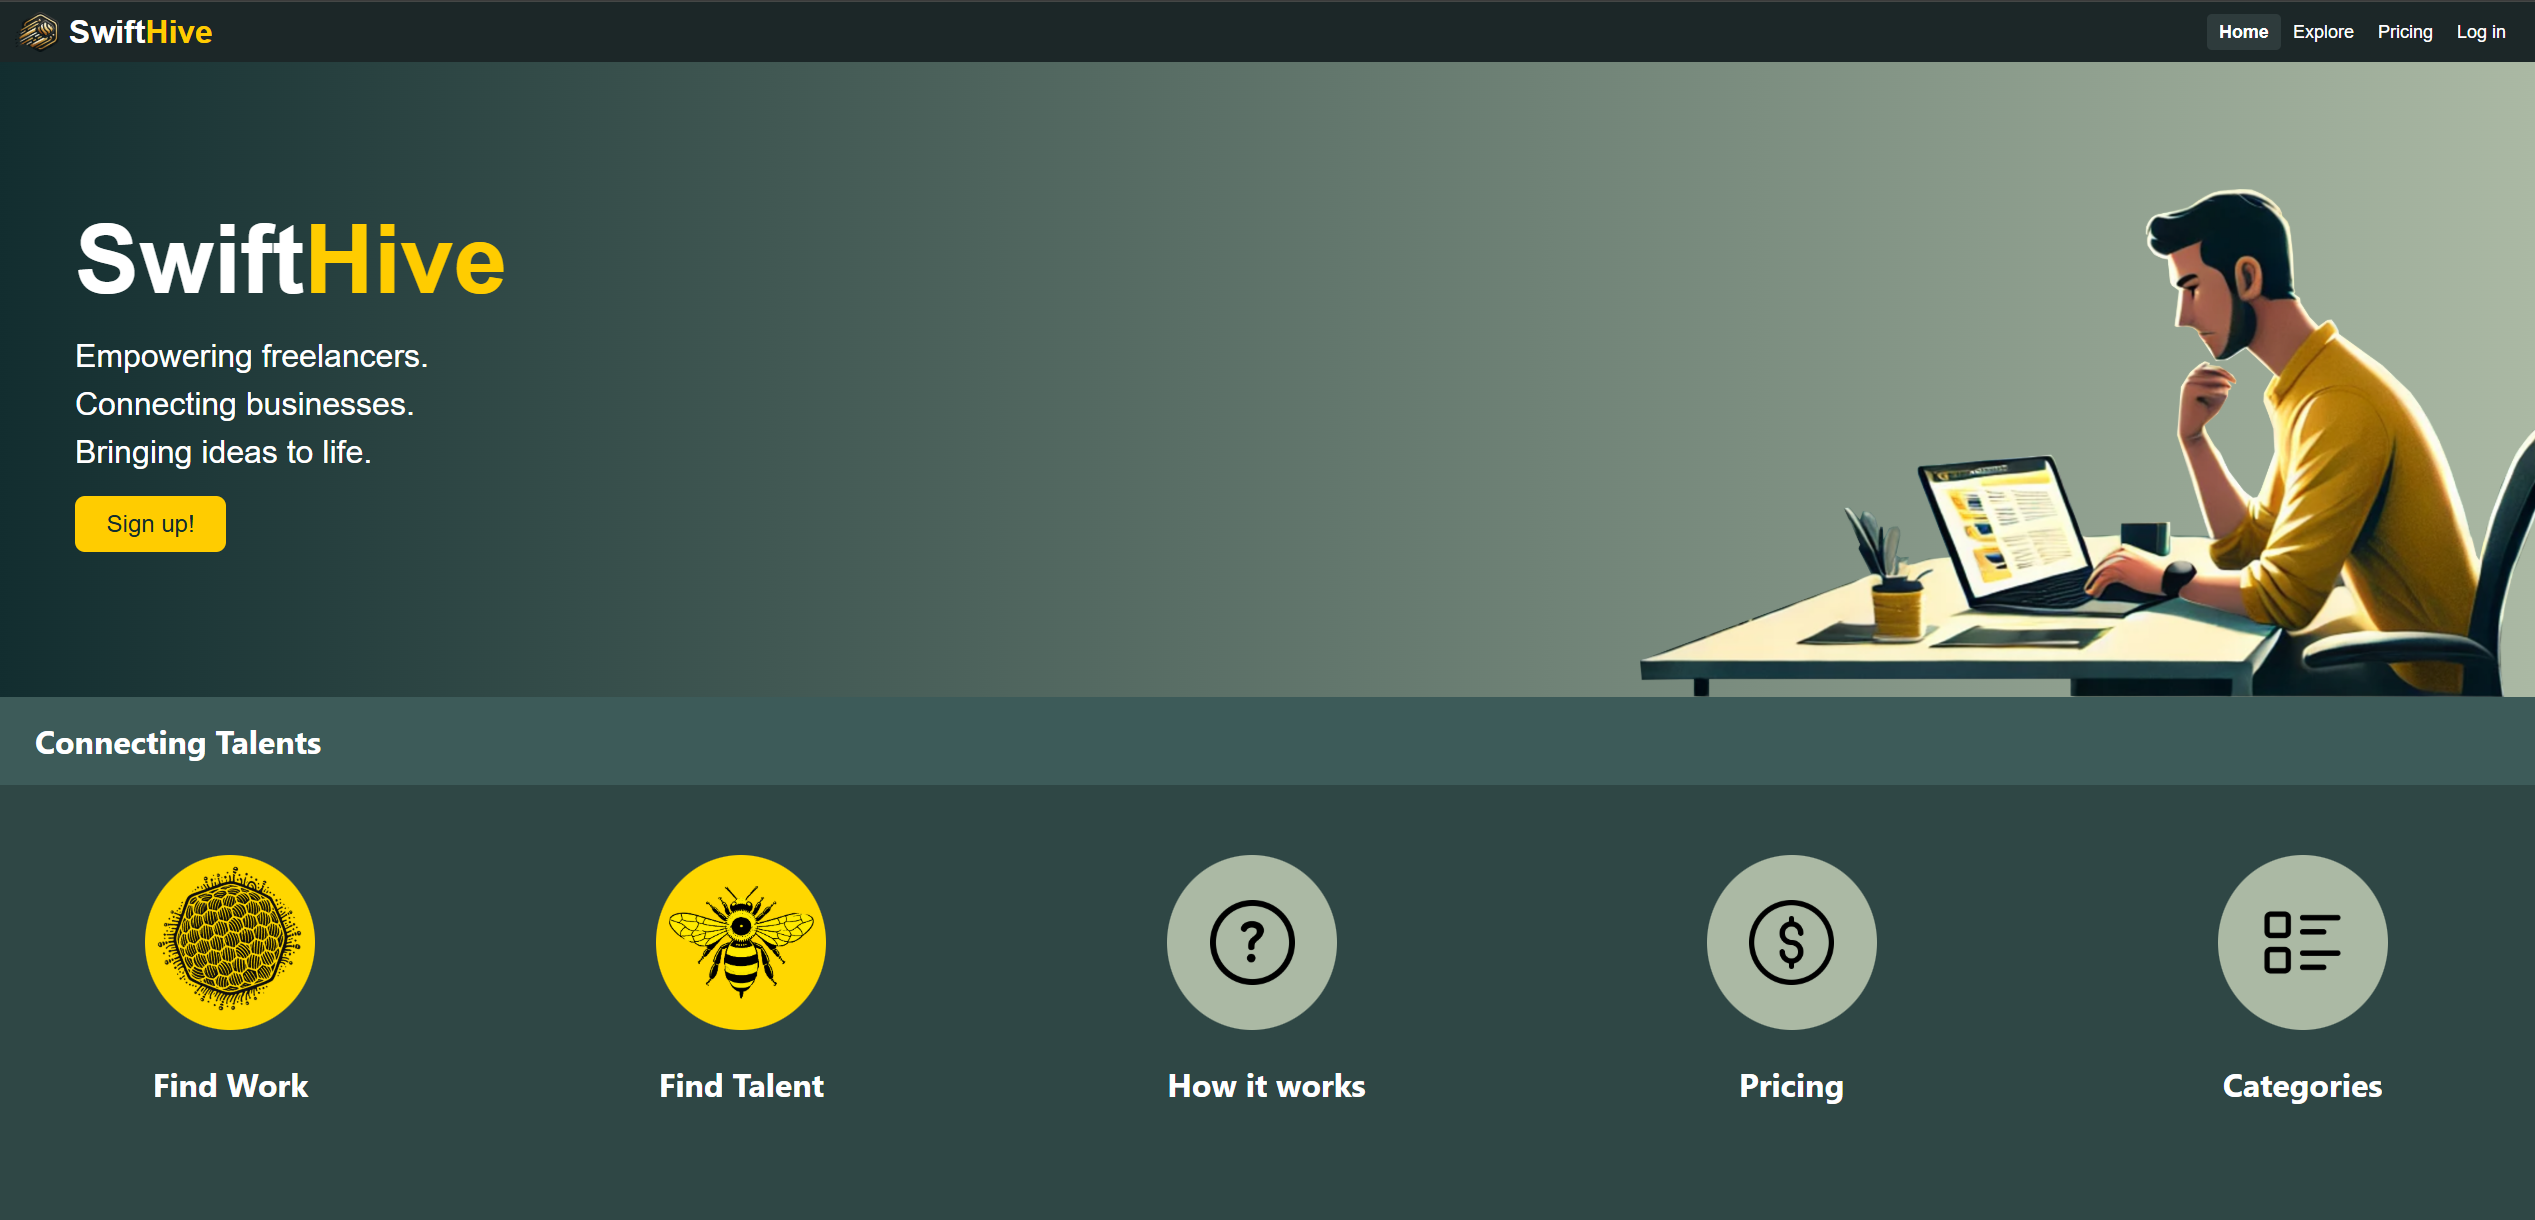 SwiftHive
Home Explore Pricing Log in
SwiftHive
Empowering freelancers.
Connecting businesses.
Bringing ideas to life.
Sign up!
Connecting Talents
?
$
Find Work
Find Talent
How it works
Pricing
Categories